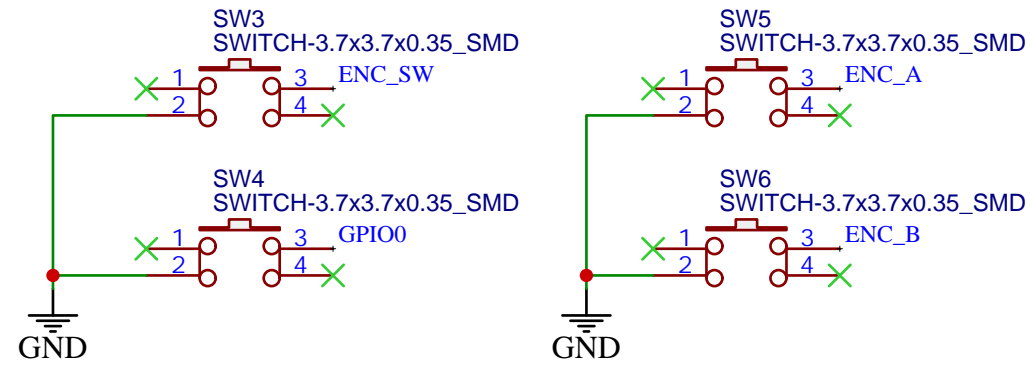 SW3
SWITCH-3.7x3.7x0.35_SMD
1 3 ENC_SW
2 4
SW4
SWITCH-3.7x3.7x0.35_SMD
1 3 GPIO0
2 4
GND
SW5
SWITCH-3.7x3.7x0.35_SMD
1 3 ENC_A
2 4
SW6
SWITCH-3.7x3.7x0.35_SMD
1 3 ENC_B
2 4
GND